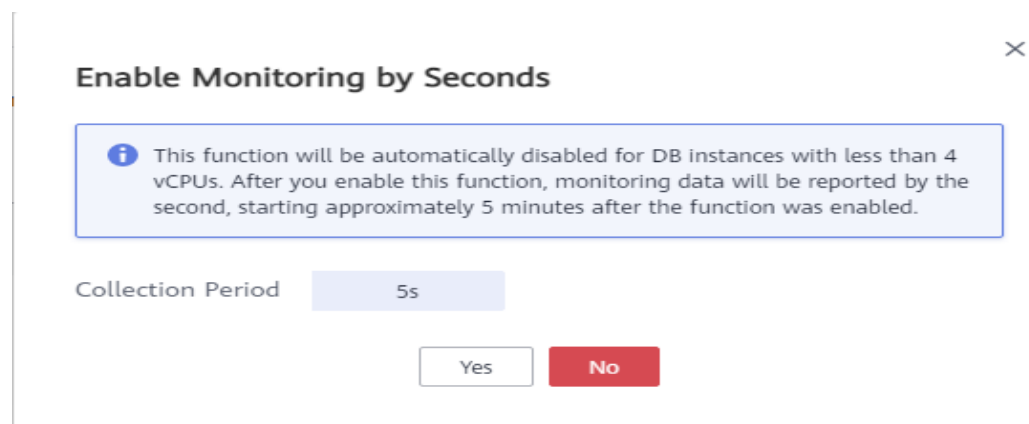 Enable Monitoring by Seconds
This function will be automatically disabled for DB instances with less than 4
vCPUs. After you enable this function, monitoring data will be reported by the
second, starting approximately 5 minutes after the function was enabled.
Collection Period 5s
Yes No